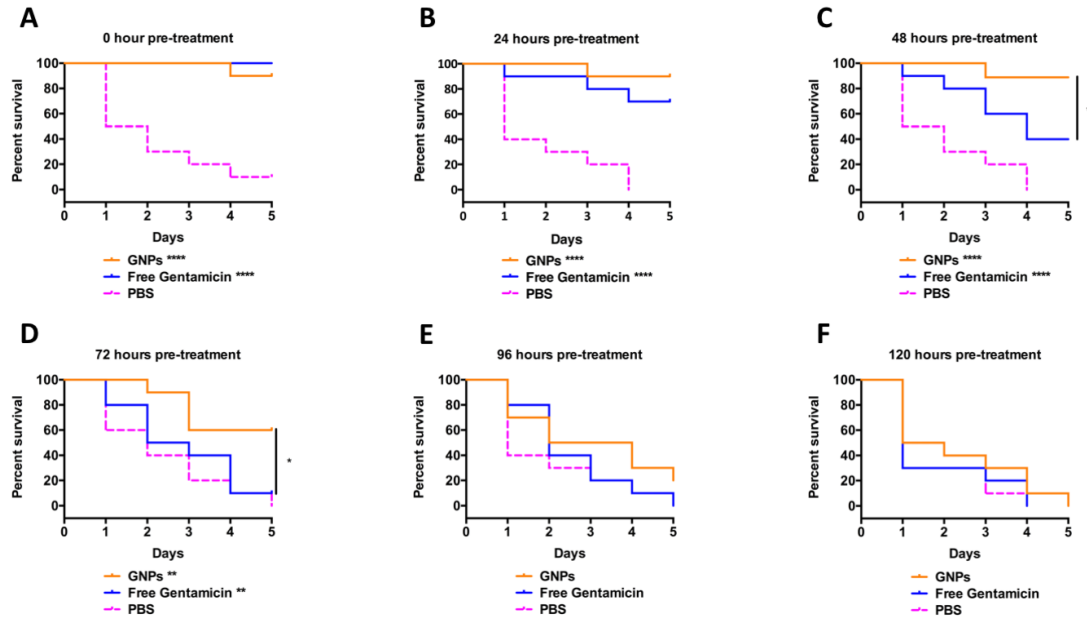 A
0 hour pre-treatment
Percent survival
100
80
60
40
20
0
0 1 2 3 4 5
Days
GNPs ****
Free Gentamicin ****
PBS
B
24 hours pre-treatment
Percent survival
100
80
60
40
20
0
0 1 2 3 4 5
Days
GNPs ****
Free Gentamicin ****
PBS
C
48 hours pre-treatment
Percent survival
100
80
60
40
20
0
0 1 2 3 4 5
Days
GNPs ****
Free Gentamicin ****
PBS
D
72 hours pre-treatment
Percent survival
100
80
60
40
20
0
0 1 2 3 4 5
*
Days
GNPs **
Free Gentamicin **
PBS
E
96 hours pre-treatment
Percent survival
100
80
60
40
20
0
0 1 2 3 4 5
Days
GNPs
Free Gentamicin
PBS
F
120 hours pre-treatment
Percent survival
100
80
60
40
20
0
0 1 2 3 4 5
Days
GNPs
Free Gentamicin
PBS